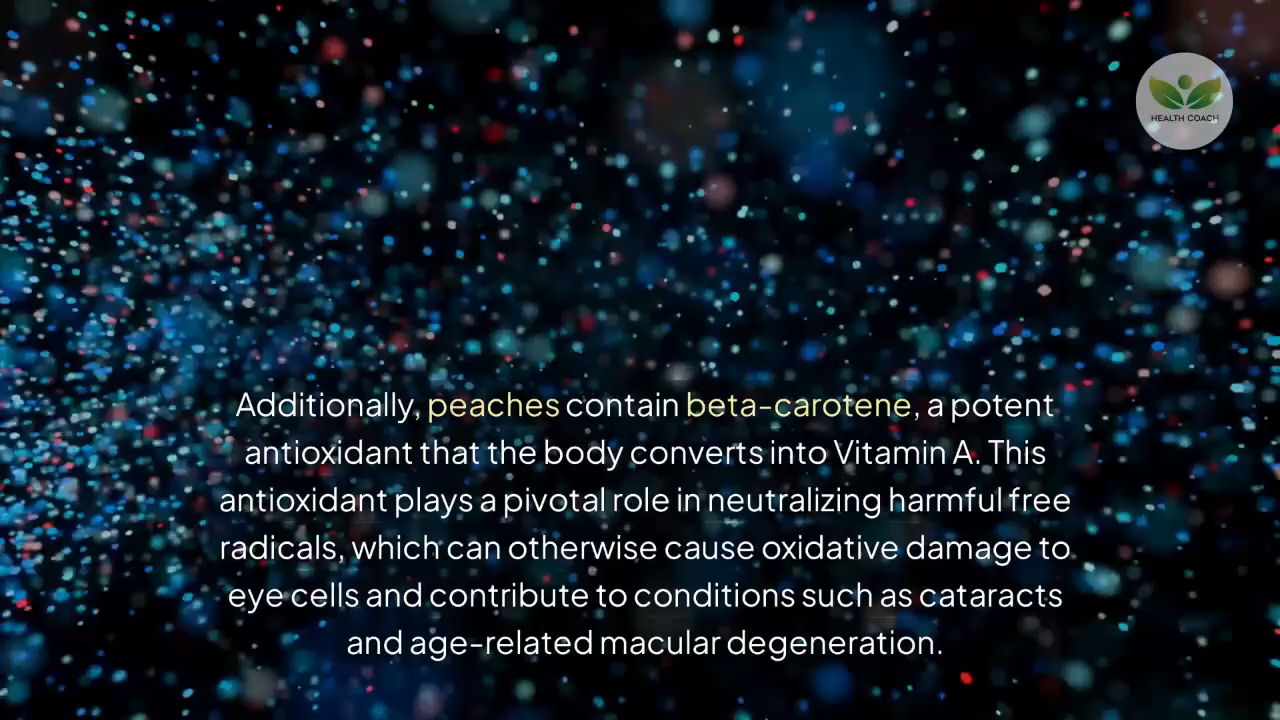 HEALTH COACH
Additionally, peaches contain beta-carotene, a potent
antioxidant that the body converts into Vitamin A. This
antioxidant plays a pivotal role in neutralizing harmful free
radicals, which can otherwise cause oxidative damage to
eye cells and contribute to conditions such as cataracts
and age-related macular degeneration.